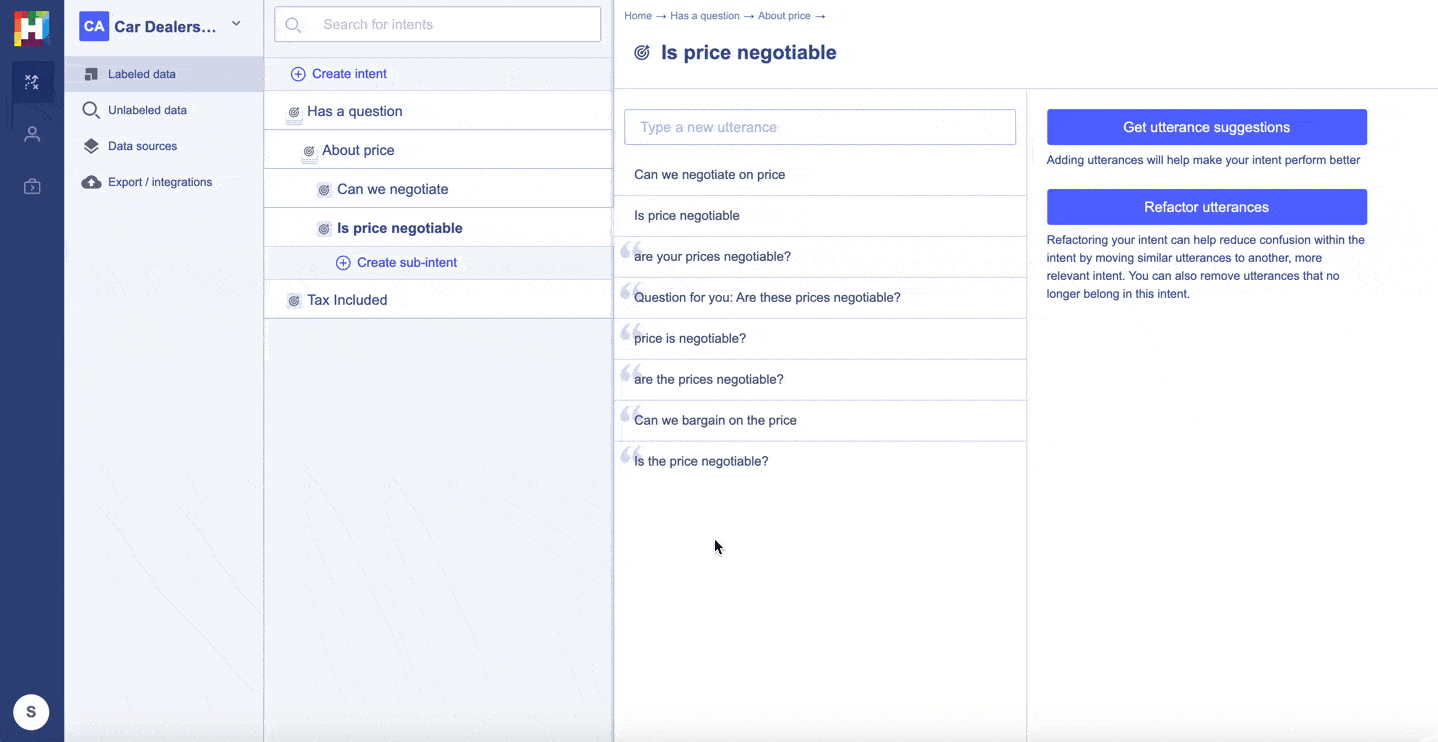 H
CA Car Dealers...
Labeled data
Unlabeled data
Data sources
Export / integrations
S
Search for intents
Create intent
Has a question
About price
Can we negotiate
Is price negotiable
Create sub-intent
Tax Included
Home → Has a question → About price →
Is price negotiable
Type a new utterance
Can we negotiate on price
Is price negotiable
are your prices negotiable?
Question for you: Are these prices negotiable?
price is negotiable?
are the prices negotiable?
Can we bargain on the price
Is the price negotiable?
Get utterance suggestions
Adding utterances will help make your intent perform better
Refactor utterances
Refactoring your intent can help reduce confusion within the
intent by moving similar utterances to another, more
relevant intent. You can also remove utterances that no
longer belong in this intent.